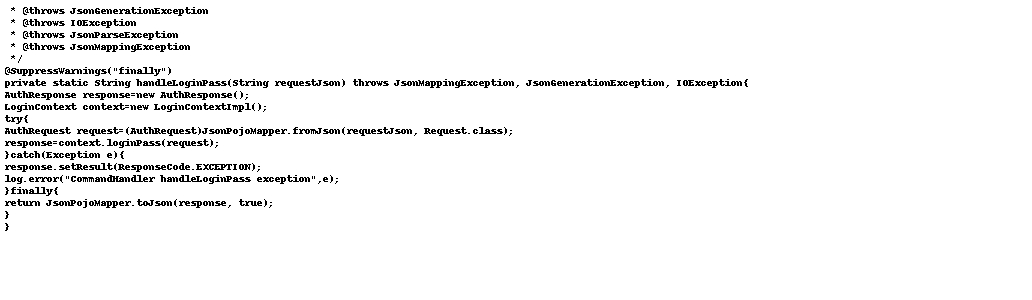 * @throws JsonGenerationException
* @throws IOException
* @throws JsonParseException
* @throws JsonMappingException
*/
@SuppressWarnings("finally")
private static String handleLoginPass(String requestJson) throws JsonMappingException, JsonGenerationException, IOException{
AuthResponse response=new AuthResponse();
LoginContext context=new LoginContextImpl();
try{
AuthRequest request=(AuthRequest)JsonPojoMapper.fromJson(requestJson, Request.class);
response=context.loginPass(request);
}catch(Exception e){
response.setResult(ResponseCode.EXCEPTION);
log.error("CommandHandler handleLoginPass exception",e);
}finally{
return JsonPojoMapper.toJson(response, true);
}
}